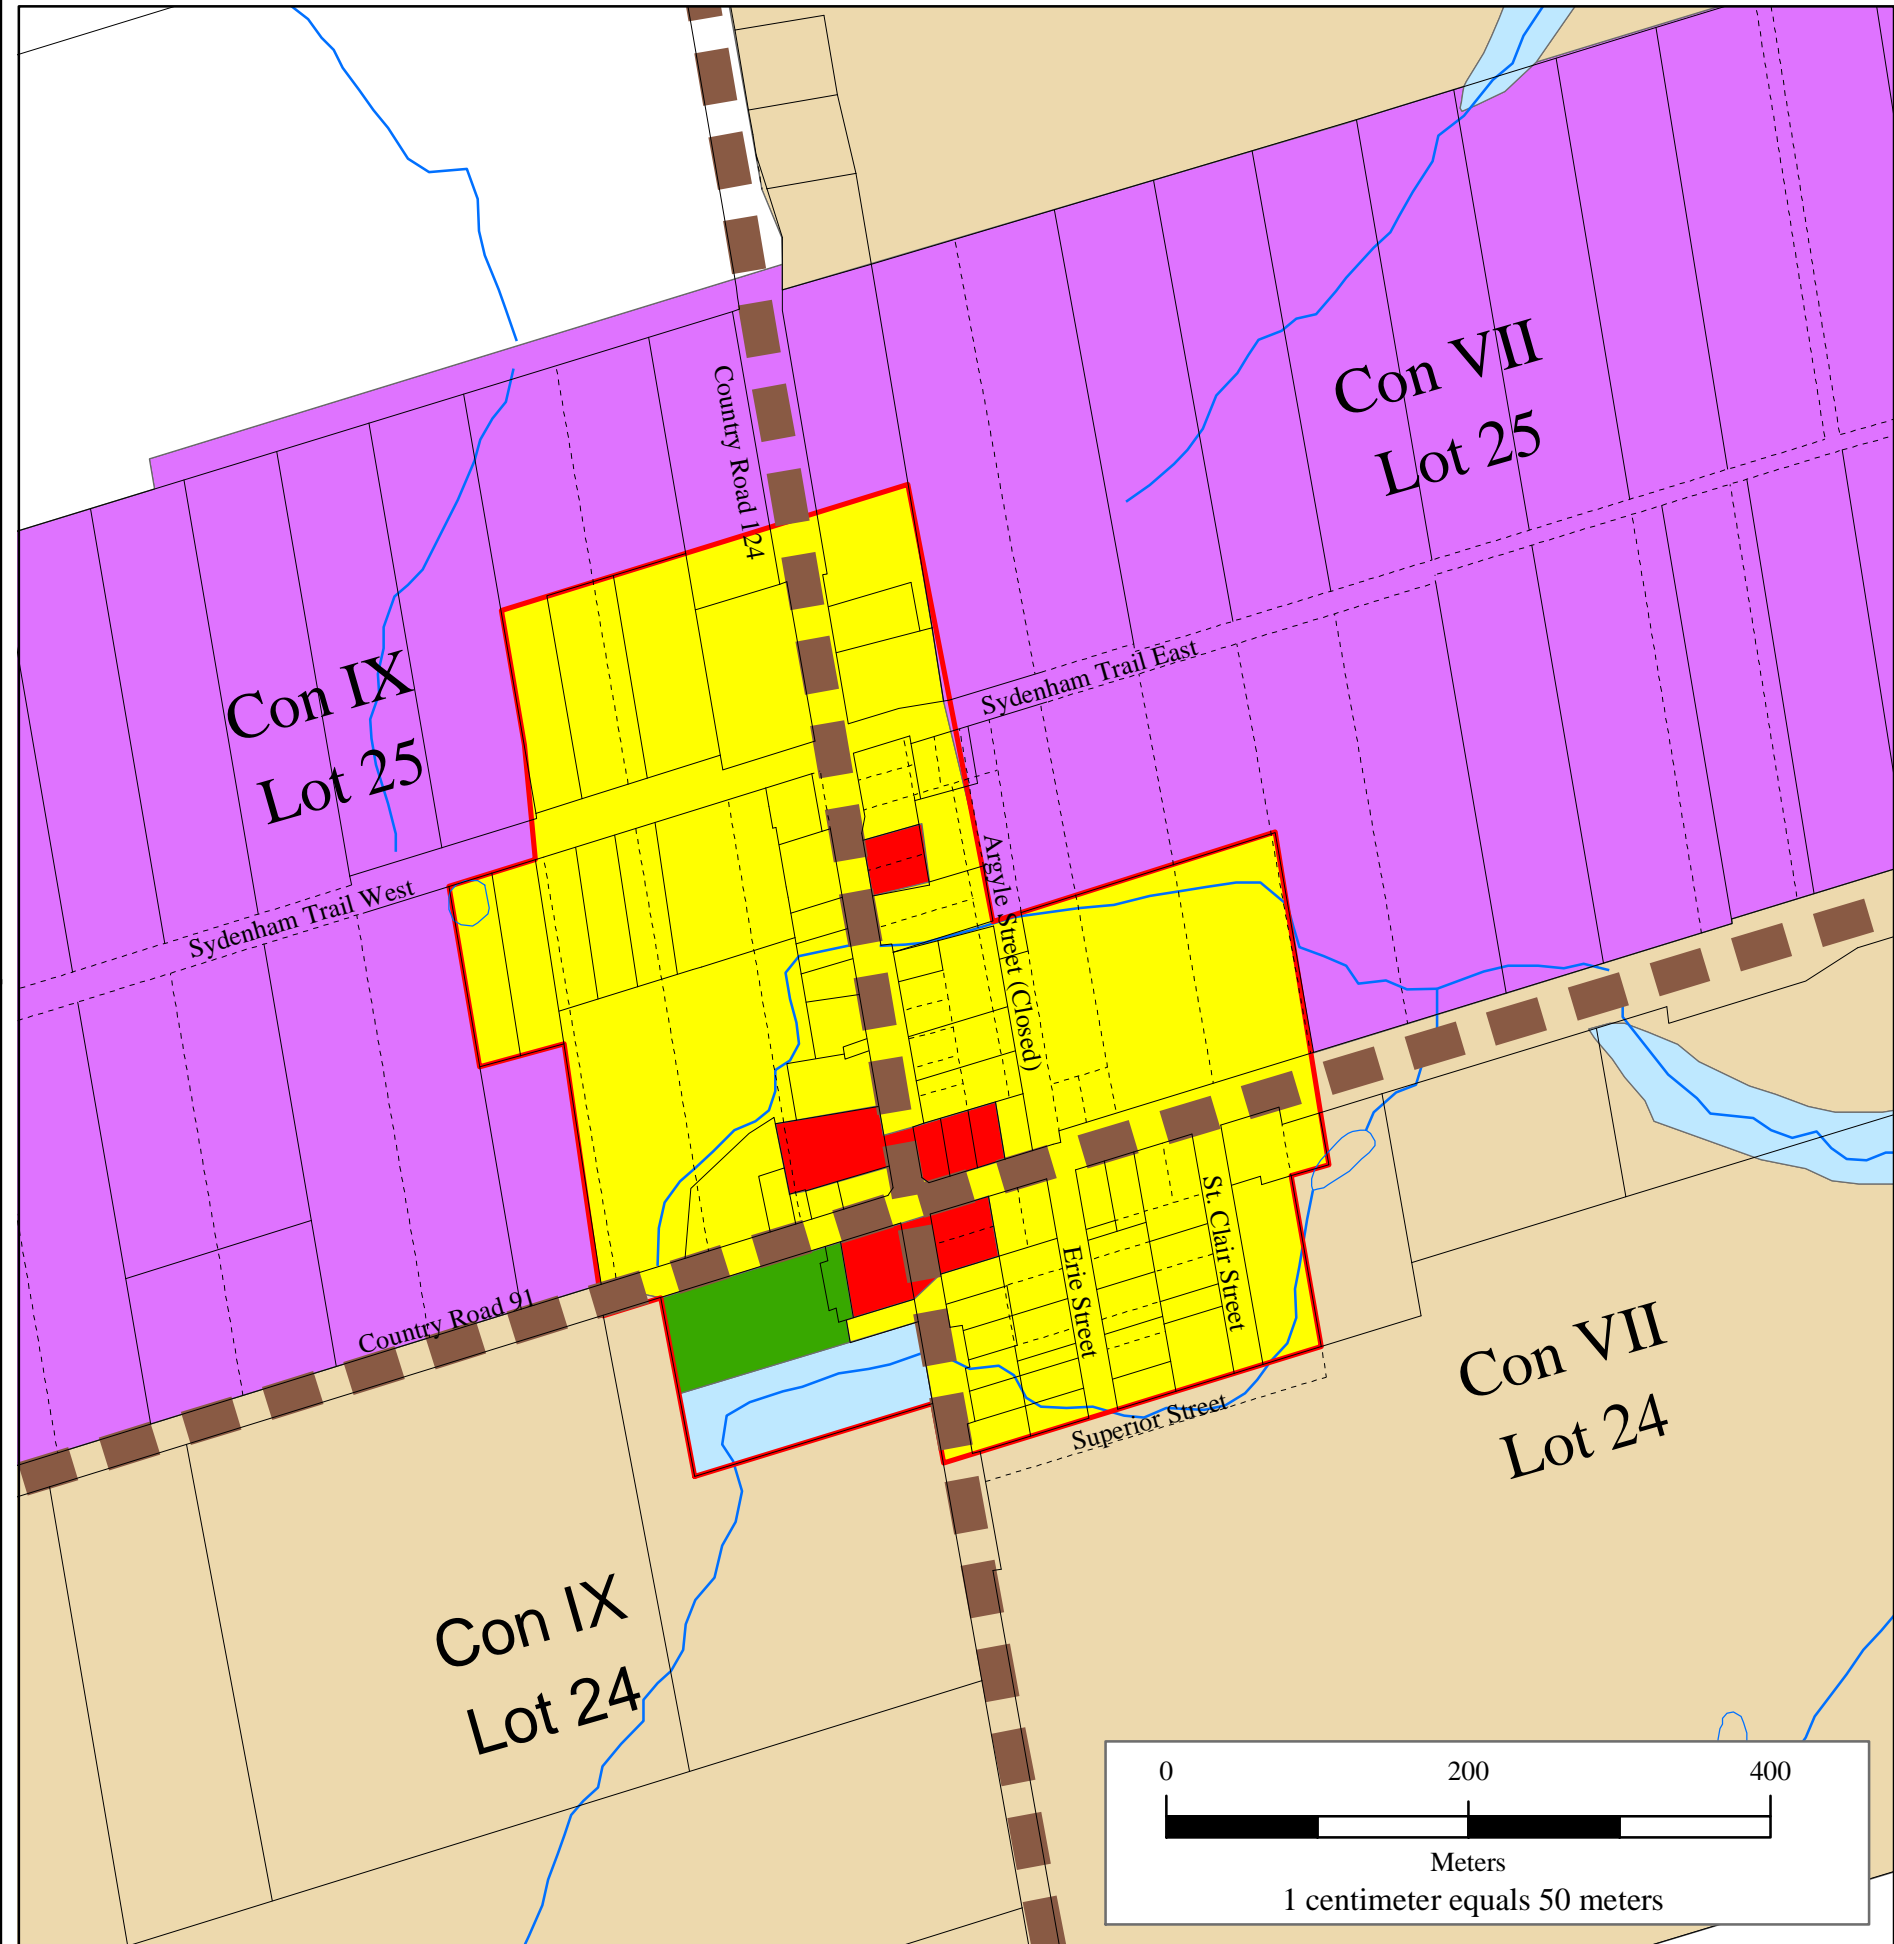 Con VII
Lot 25
Country Road 124
Con IX
Lot 25
Sydenham Trail East
Argyle Street (Closed)
Sydenham Trail West
St. Clair Street
Erie Street
Country Road 91
Con VII
Lot 24
Superior Street
Con IX
Lot 24
0 200 400
Meters
1 centimeter equals 50 meters